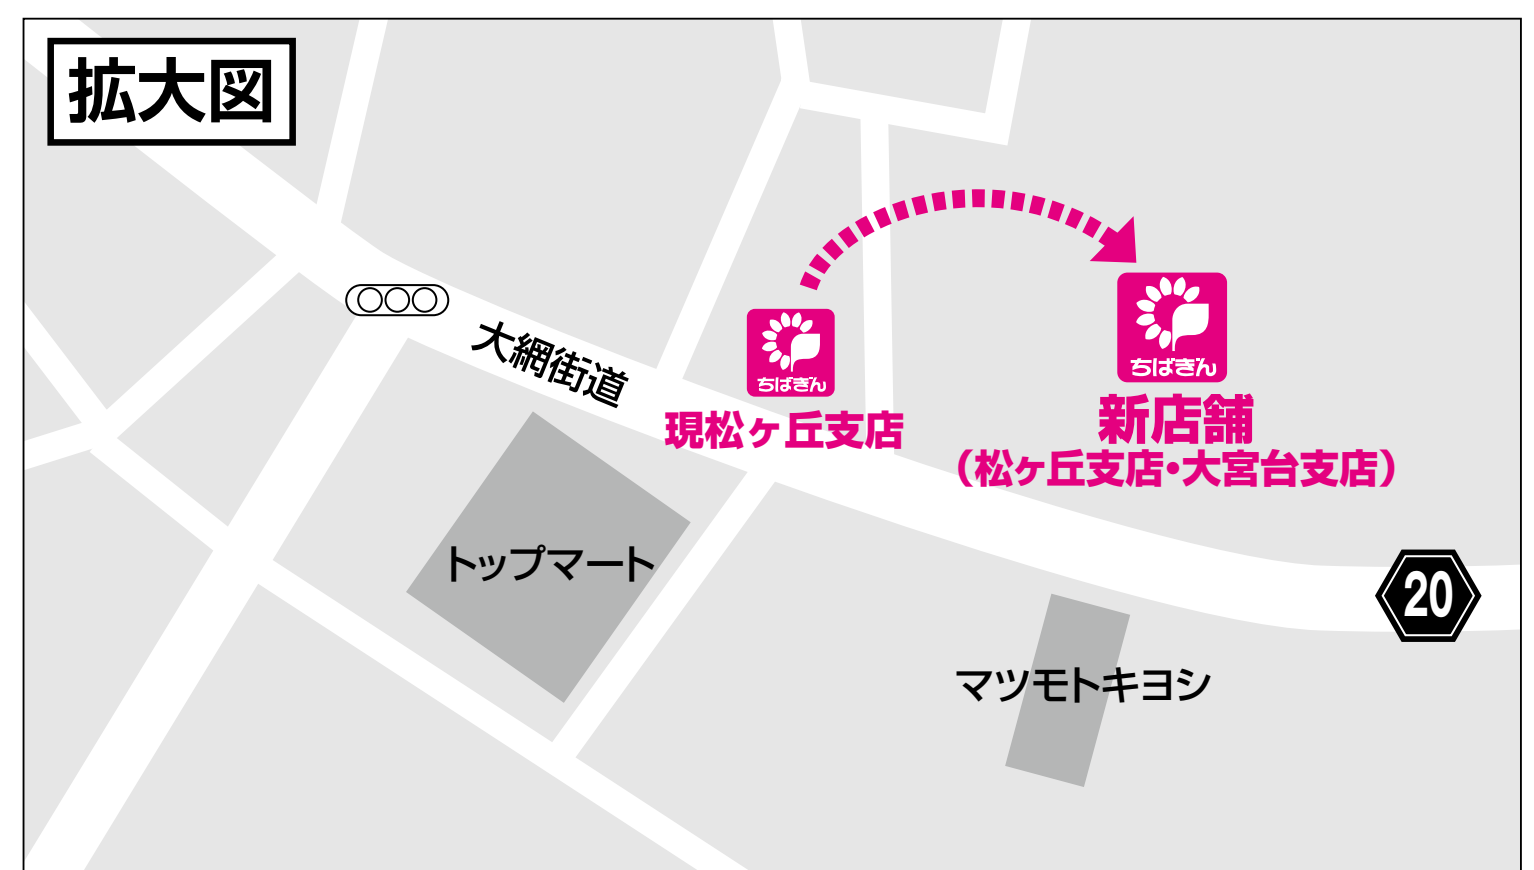 拡大図
大網街道
ちばぎん
現松ヶ丘支店
ちばぎん
新店舗
（松ヶ丘支店・大宮台支店）
トップマート
20
マツモトキヨシ